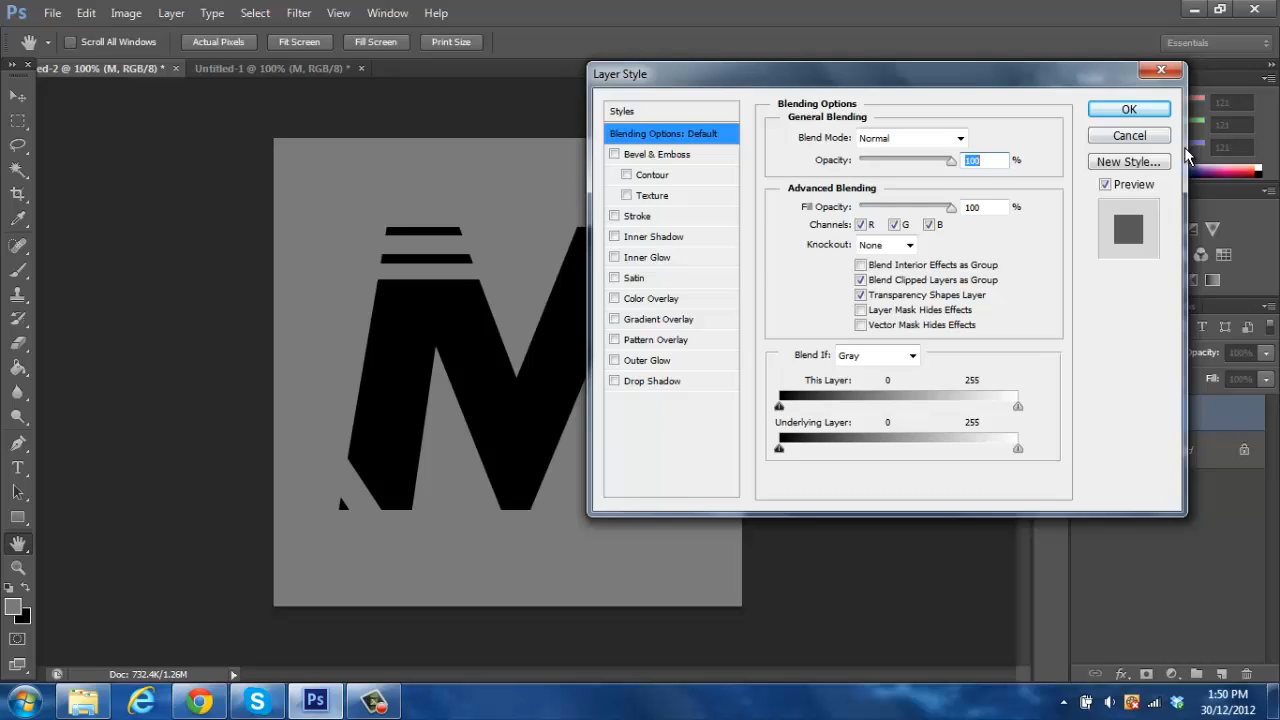 Ps File Edit Image Layer Type Select Filter View Window Help
Scroll All Windows Actual Pixels Fit Screen Fill Screen Print Size Essentials
ed-2 @ 100% (M, RGB/8) * × Untitled-1 @ 100% (M, RGB/8) * ×
Layer Style
Styles
Blending Options: Default
Bevel & Emboss
Contour
Texture
Stroke
Inner Shadow
Inner Glow
Satin
Color Overlay
Gradient Overlay
Pattern Overlay
Outer Glow
Drop Shadow
Blending Options
General Blending
Blend Mode: Normal
Opacity: 100 %
Advanced Blending
Fill Opacity: 100 %
Channels: R G B
Knockout: None
Blend Interior Effects as Group
Blend Clipped Layers as Group
Transparency Shapes Layer
Layer Mask Hides Effects
Vector Mask Hides Effects
Blend If: Gray
This Layer: 0 255
Underlying Layer: 0 255
OK
Cancel
New Style...
Preview
121
121
121
Opacity: 100%
Fill: 100%
M
Doc: 732.4K/1.26M
Ps
1:50 PM
30/12/2012